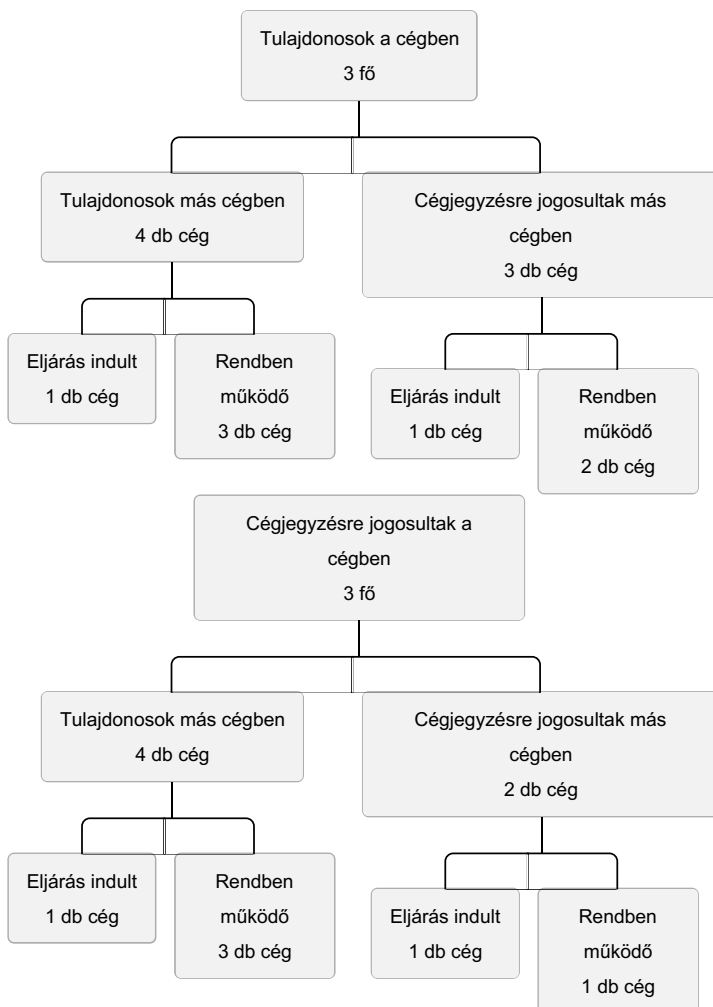 Tulajdonosok a cégben
3 fő
Tulajdonosok más cégben
4 db cég
Cégjegyzésre jogosultak más
cégben
3 db cég
Eljárás indult
1 db cég
Rendben
működő
3 db cég
Eljárás indult
1 db cég
Rendben
működő
2 db cég
Cégjegyzésre jogosultak a
cégben
3 fő
Tulajdonosok más cégben
4 db cég
Cégjegyzésre jogosultak más
cégben
2 db cég
Eljárás indult
1 db cég
Rendben
működő
3 db cég
Eljárás indult
1 db cég
Rendben
működő
1 db cég